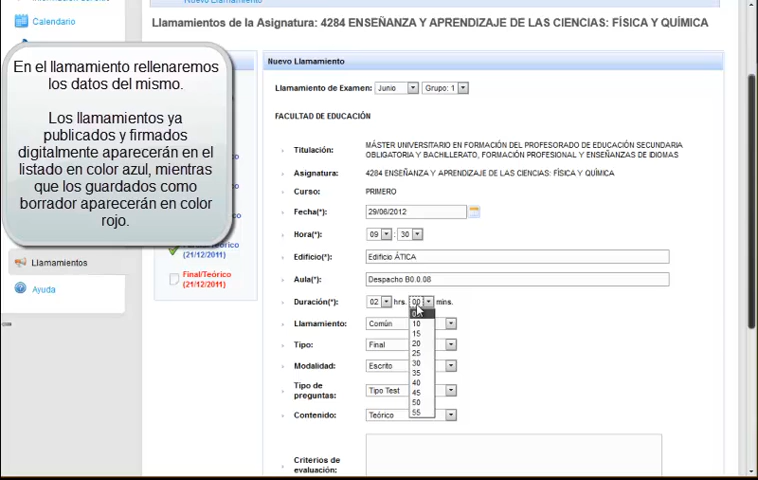 Llamamientos de la Asignatura: 4284 ENSEÑANZA Y APRENDIZAJE DE LAS CIENCIAS: FÍSICA Y QUÍMICA
Calendario
En el llamamiento rellenaremos
los datos del mismo.
Los llamamientos ya
publicados y firmados
digitalmente aparecerán en el
listado en color azul, mientras
que los guardados como
borrador aparecerán en color
rojo.
(21/12/2011)
Final/Teórico
(21/12/2011)
Llamamientos
Ayuda
Nuevo Llamamiento
Llamamiento de Examen: Junio Grupo: 1
FACULTAD DE EDUCACIÓN
Titulación: MÁSTER UNIVERSITARIO EN FORMACIÓN DEL PROFESORADO DE EDUCACIÓN SECUNDARIA
OBLIGATORIA Y BACHILLERATO, FORMACIÓN PROFESIONAL Y ENSEÑANZAS DE IDIOMAS
Asignatura: 4284 ENSEÑANZA Y APRENDIZAJE DE LAS CIENCIAS: FÍSICA Y QUÍMICA
Curso: PRIMERO
Fecha(*): 29/06/2012
Hora(*): 09 : 30
Edificio(*): Edificio ÁTICA
Aula(*): Despacho B0.0.08
Duración(*): 02 hrs. 00 mins.
Llamamiento: Común
Tipo: Final
Modalidad: Escrito
Tipo de
preguntas: Tipo Test
Contenido: Teórico
10
15
20
25
30
35
40
45
50
55
Criterios de
evaluación: